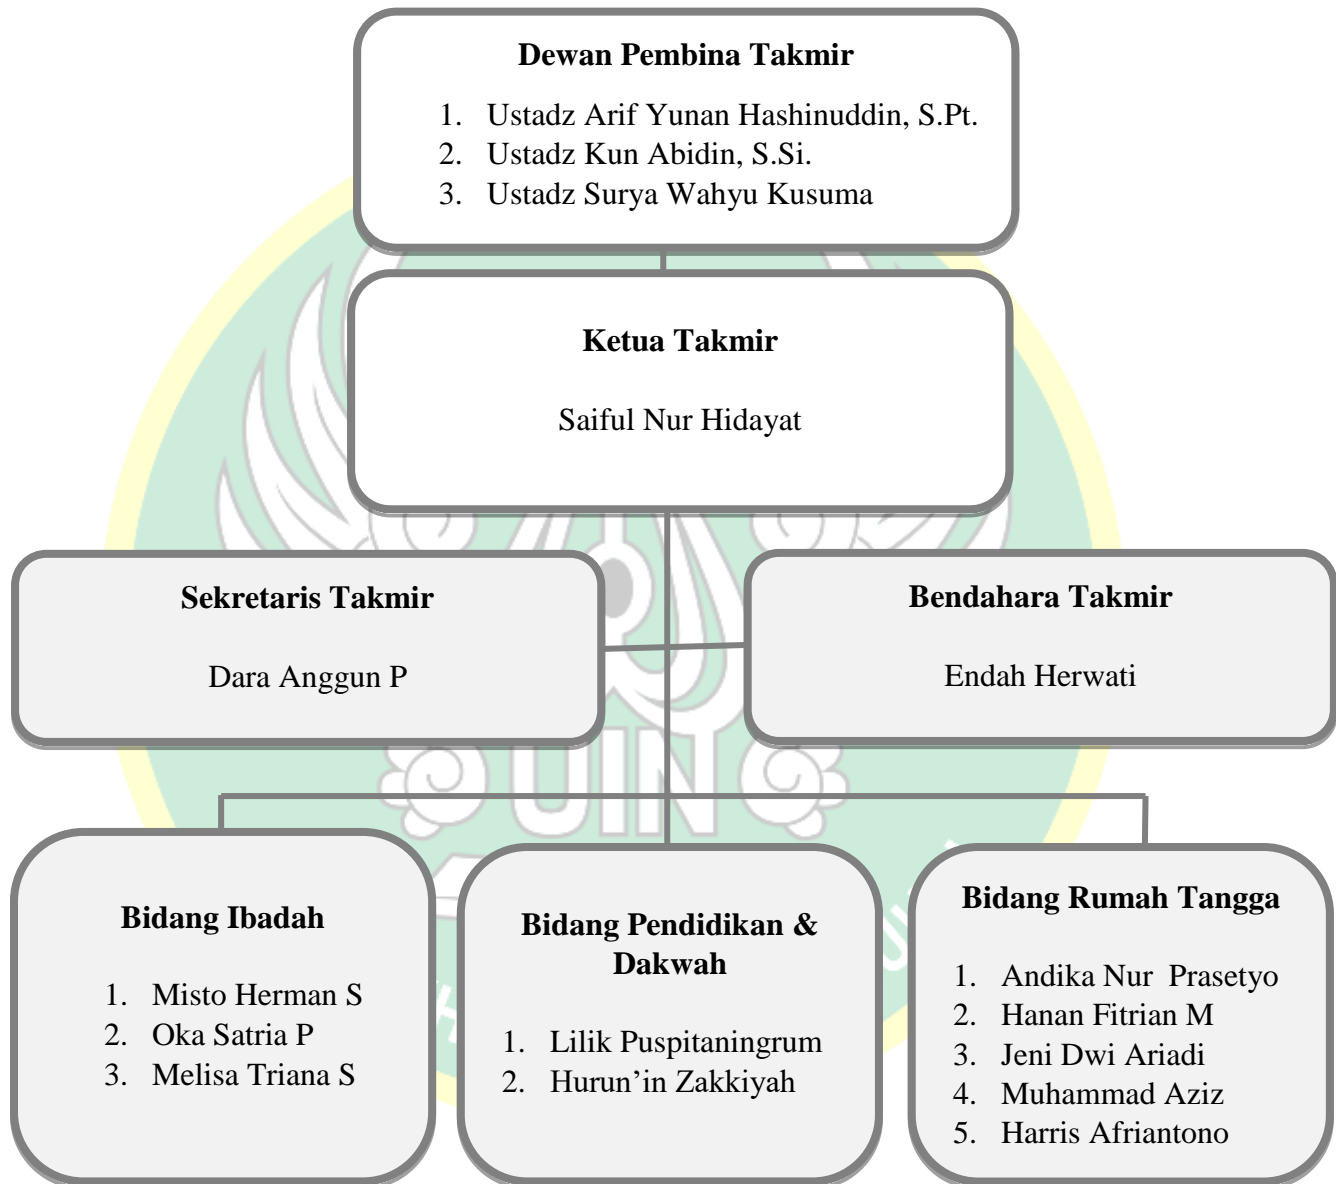 Dewan Pembina Takmir
1. Ustadz Arif Yunan Hashinuddin, S.Pt.
2. Ustadz Kun Abidin, S.Si.
3. Ustadz Surya Wahyu Kusuma
Ketua Takmir
Saiful Nur Hidayat
Sekretaris Takmir
Dara Anggun P
Bendahara Takmir
Endah Herwati
UIN
Bidang Ibadah
1. Misto Herman S
2. Oka Satria P
3. Melisa Triana S
Bidang Pendidikan &
Dakwah
1. Lilik Puspitaningrum
2. Hurun’in Zakkiyah
Bidang Rumah Tangga
1. Andika Nur  Prasetyo
2. Hanan Fitrian M
3. Jeni Dwi Ariadi
4. Muhammad Aziz
5. Harris Afriantono